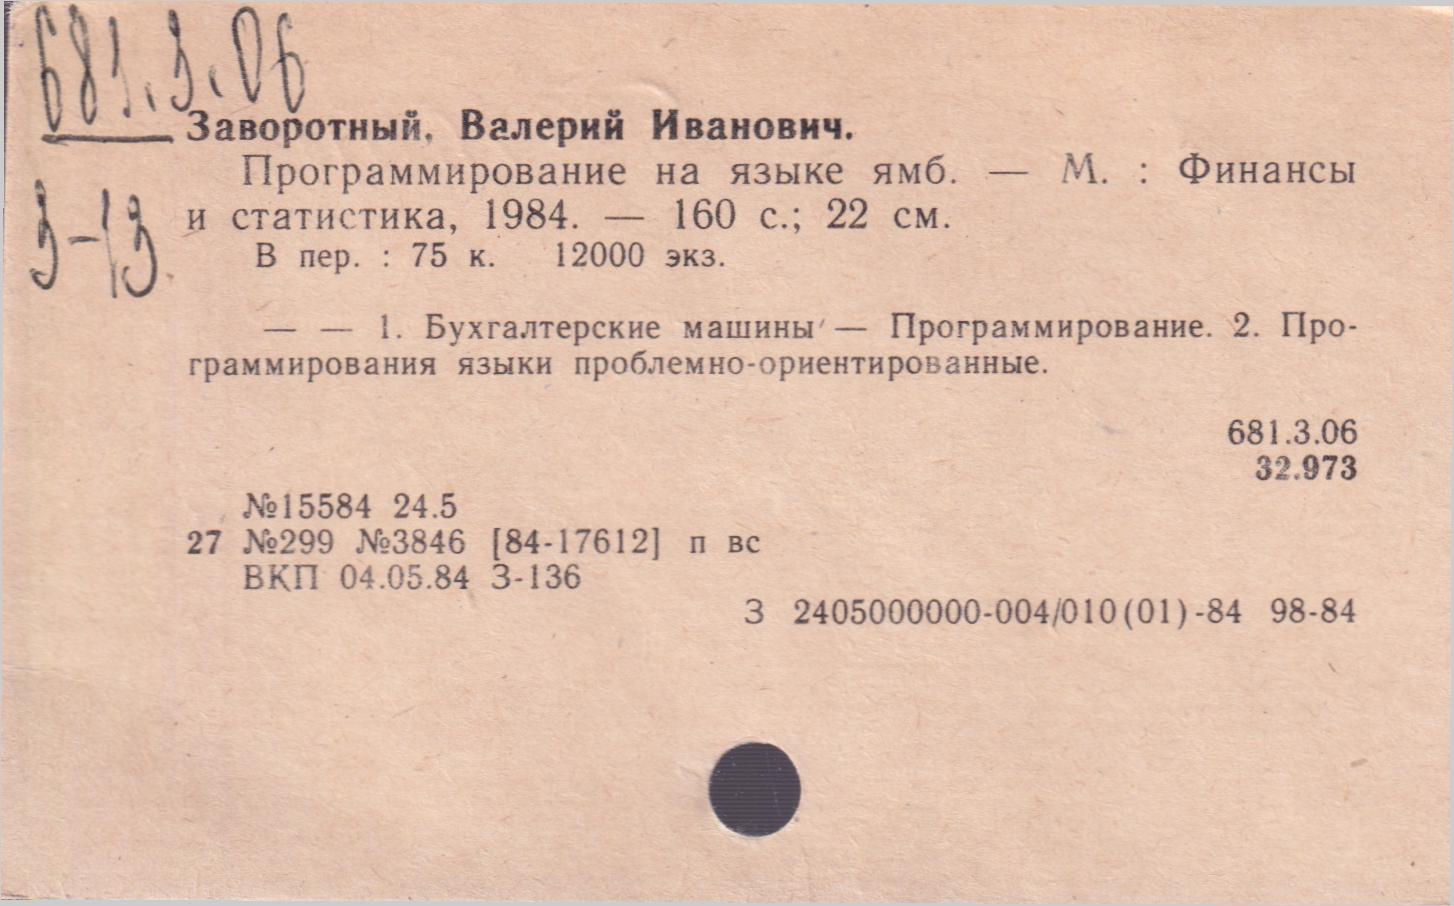 681.3.06
Заворотный, Валерий Иванович.
Программирование на языке ямб. — М. : Финансы
З-13
и статистика, 1984. — 160 с.; 22 см.
В пер. : 75 к. 12000 экз.
— — 1. Бухгалтерские машины — Программирование. 2. Про-
граммирования языки проблемно-ориентированные.
681.3.06
32.973
№15584 24.5
27 №299 №3846 [84-17612] п вс
ВКП 04.05.84 З-136
З 2405000000-004/010(01)-84 98-84